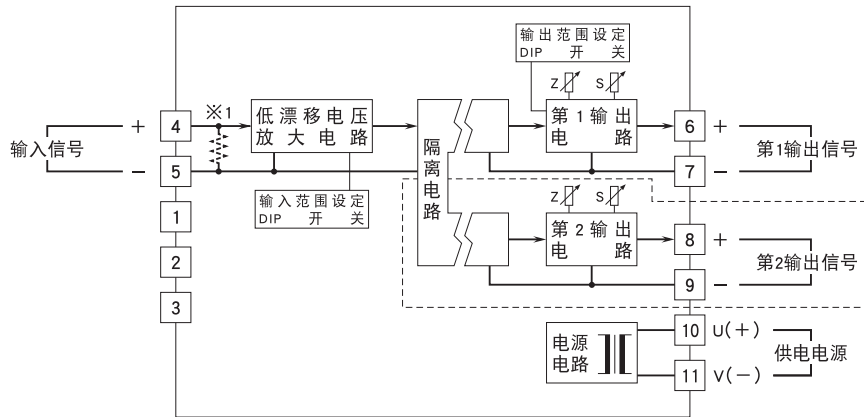 输出范围设定
DIP 开 关
Z
S
※1
低漂移电压
放大电路
第1输出
电 路
隔离电路
输入信号
+
4
−
5
1
2
3
输入范围设定
DIP 开 关
6
+
7
−
第1输出信号
Z
S
第2输出
电 路
8
+
9
−
第2输出信号
电源
电路
10
U(+)
11
V(−)
供电电源